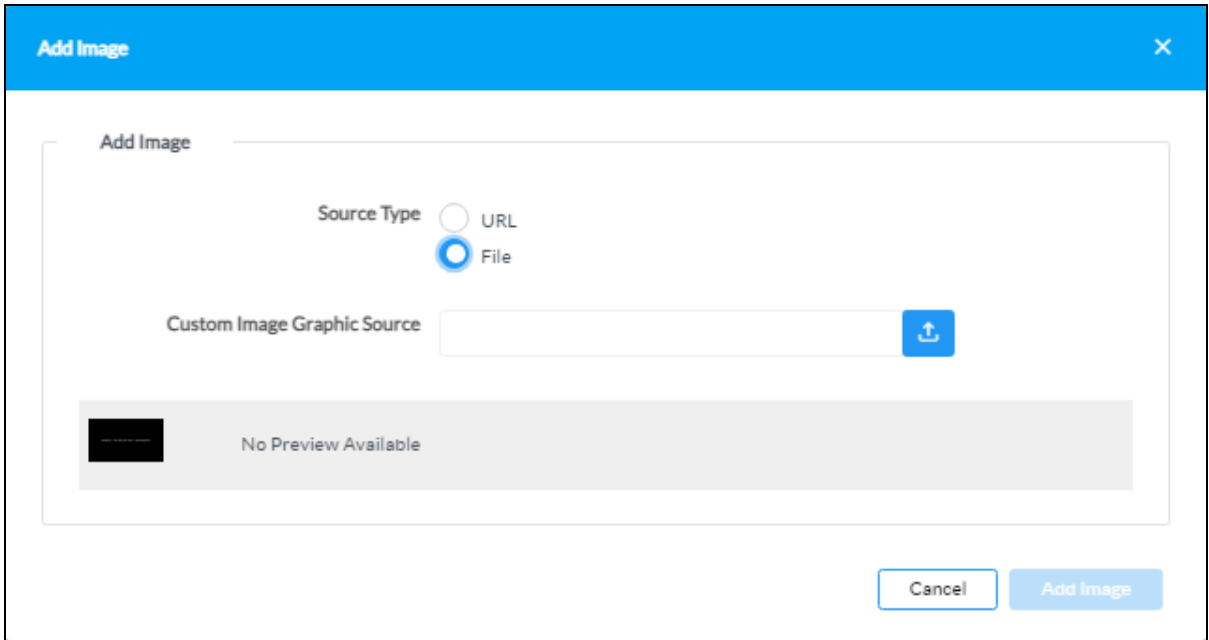 Add Image
Add Image
Source Type
URL
File
Custom Image Graphic Source
No Preview Available
Cancel
Add Image